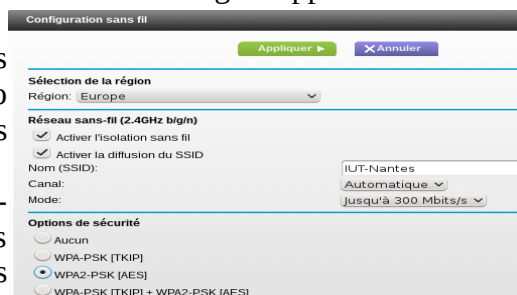 Configuration sans fil
Appliquer ▶ X Annuler
Sélection de la région
Région: Europe
Réseau sans-fil (2.4GHz b/g/n)
Activer l'isolation sans fil
Activer la diffusion du SSID
Nom (SSID): IUT-Nantes
Canal: Automatique
Mode: Jusqu'à 300 Mbits/s
Options de sécurité
Aucun
WPA-PSK [TKIP]
WPA2-PSK [AES]
WPA-PSK [TKIP] + WPA2-PSK [AES]